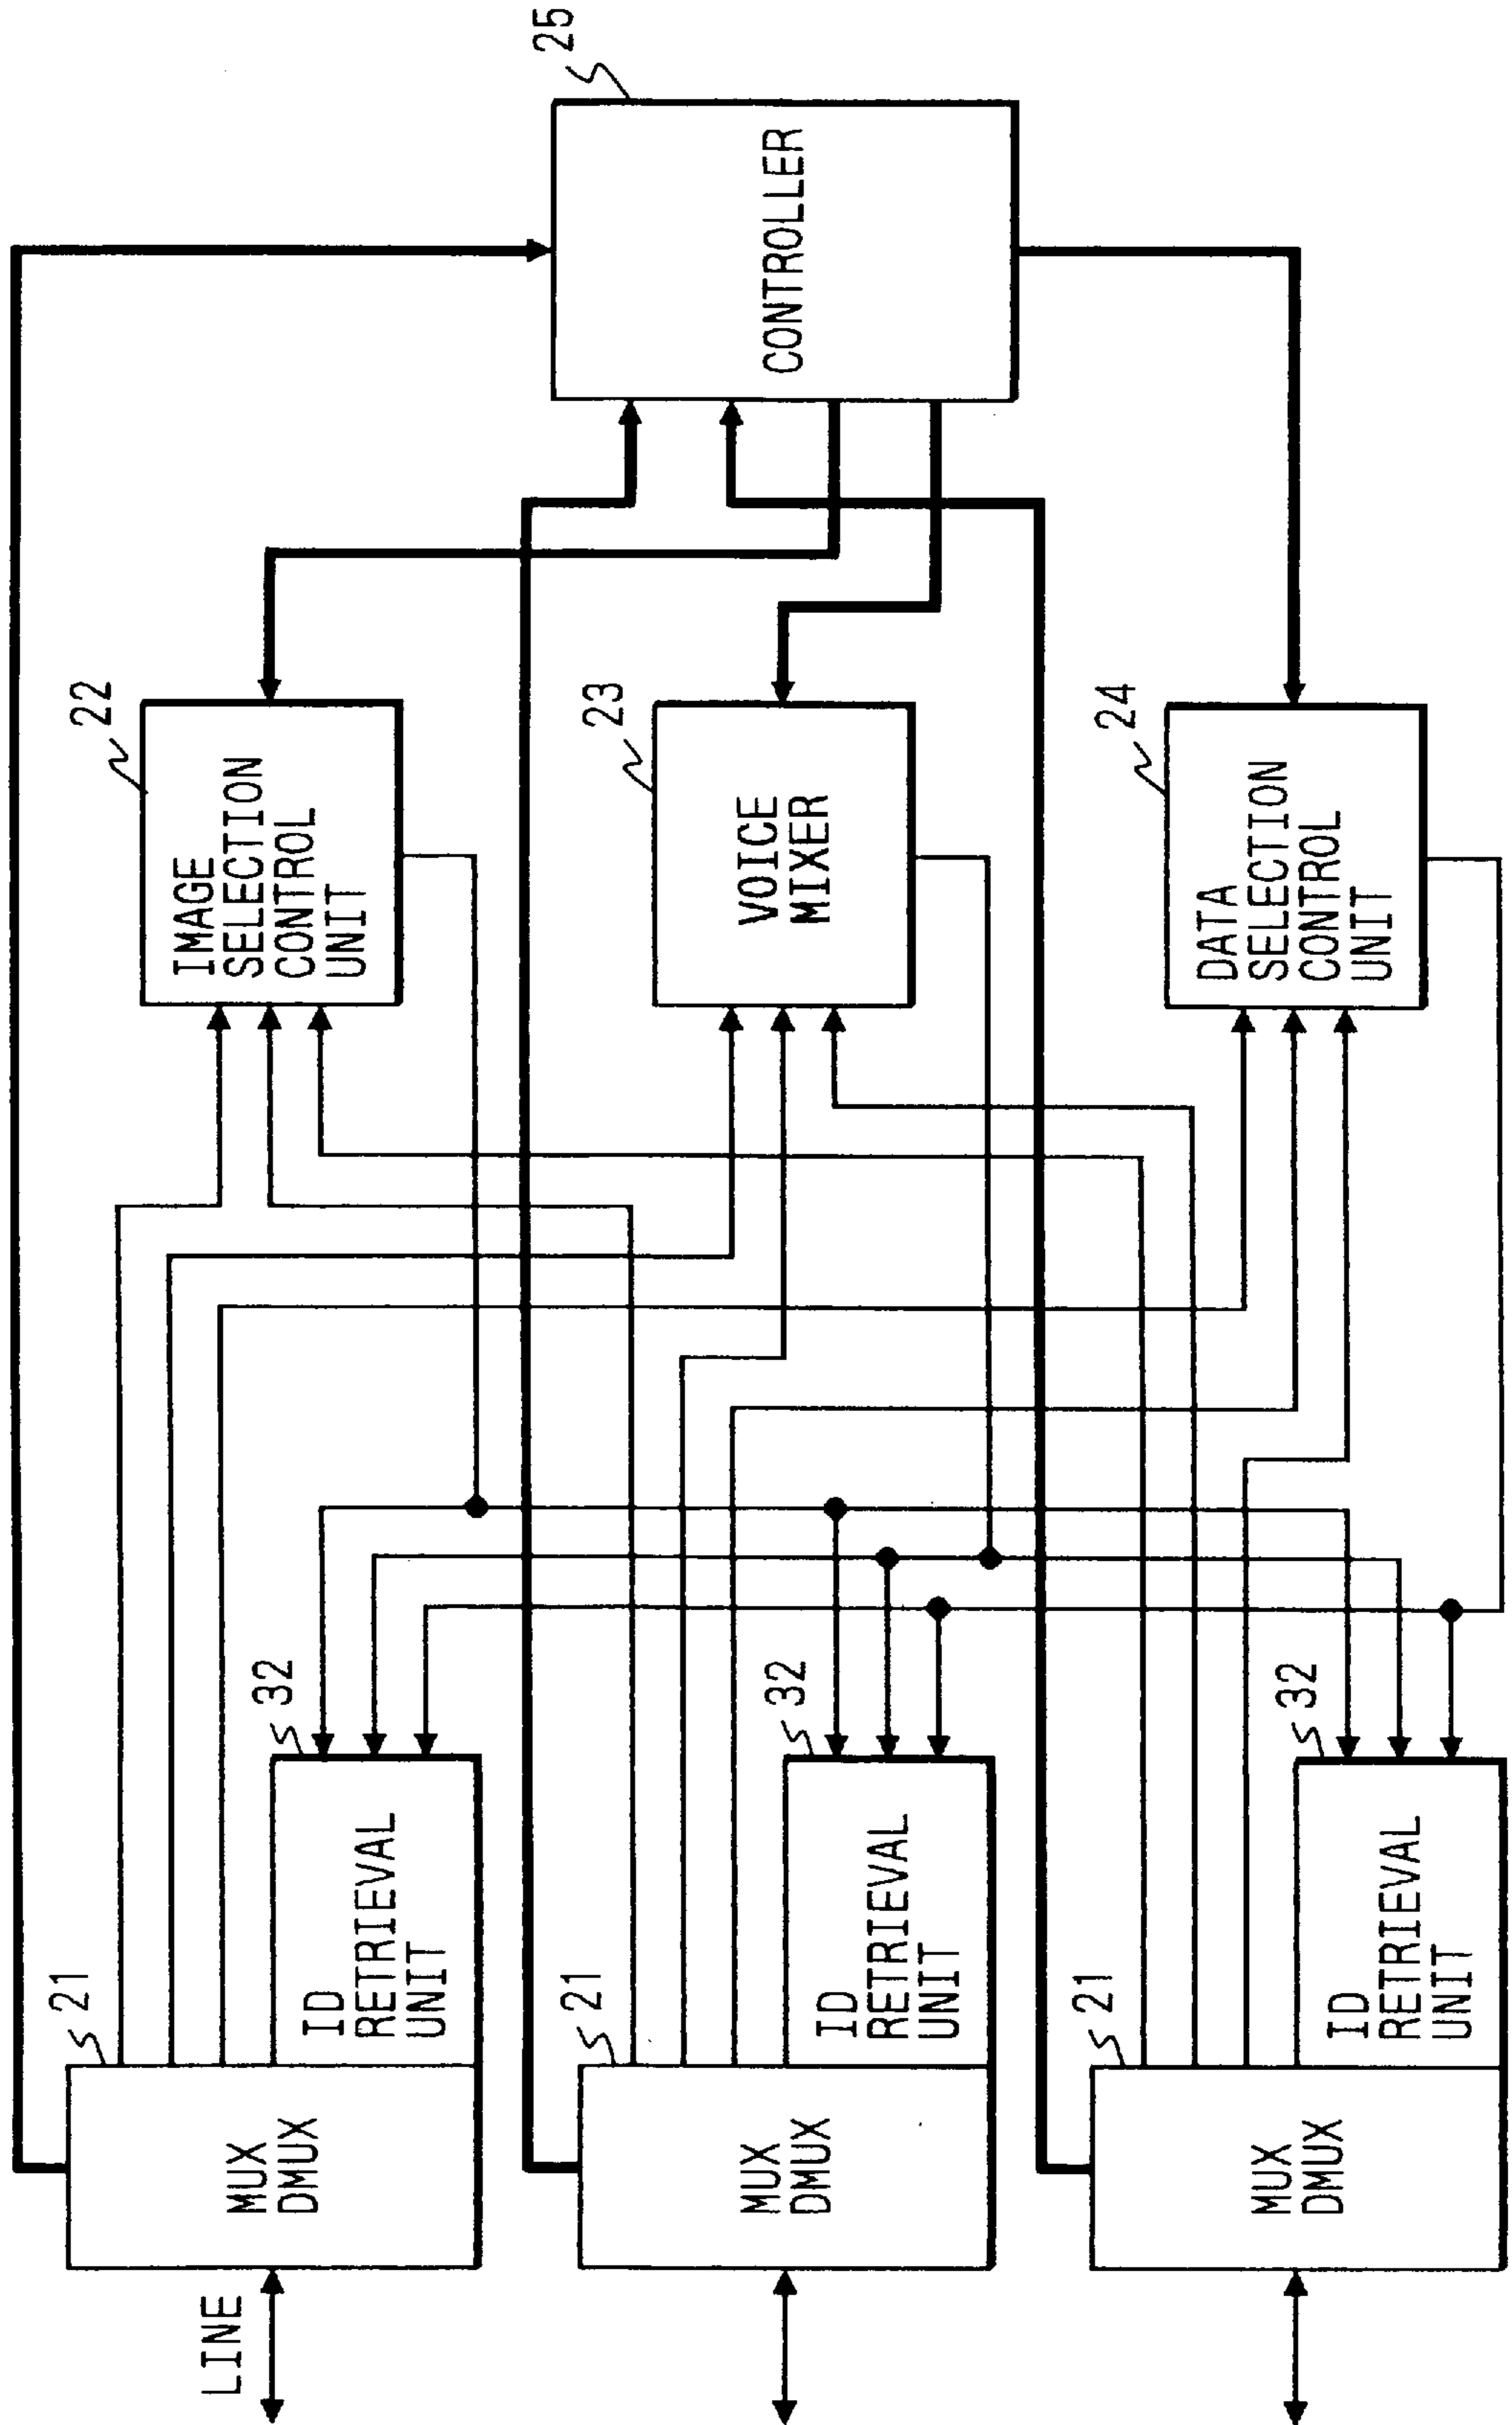 LINE
MUX
DMUX
21
ID
RETRIEVAL
UNIT
32
IMAGE
SELECTION
CONTROL
UNIT
22
CONTROLLER
25
MUX
DMUX
21
ID
RETRIEVAL
UNIT
32
VOICE
MIXER
23
MUX
DMUX
21
ID
RETRIEVAL
UNIT
32
DATA
SELECTION
CONTROL
UNIT
24